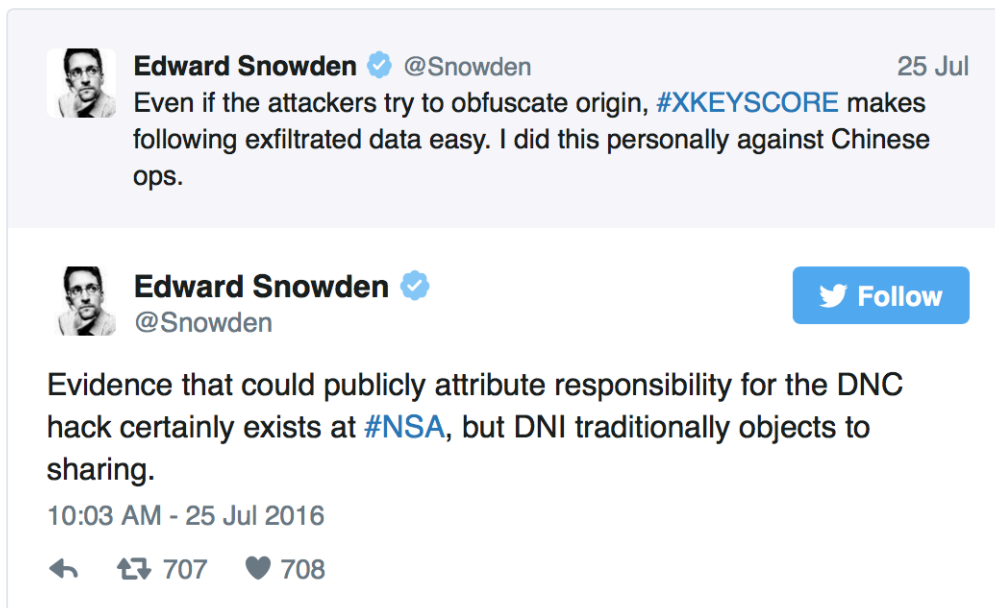 Edward Snowden @Snowden 25 Jul
Even if the attackers try to obfuscate origin, #XKEYSCORE makes
following exfiltrated data easy. I did this personally against Chinese
ops.
Edward Snowden
@Snowden
Follow
Evidence that could publicly attribute responsibility for the DNC
hack certainly exists at #NSA, but DNI traditionally objects to
sharing.
10:03 AM - 25 Jul 2016
707 708